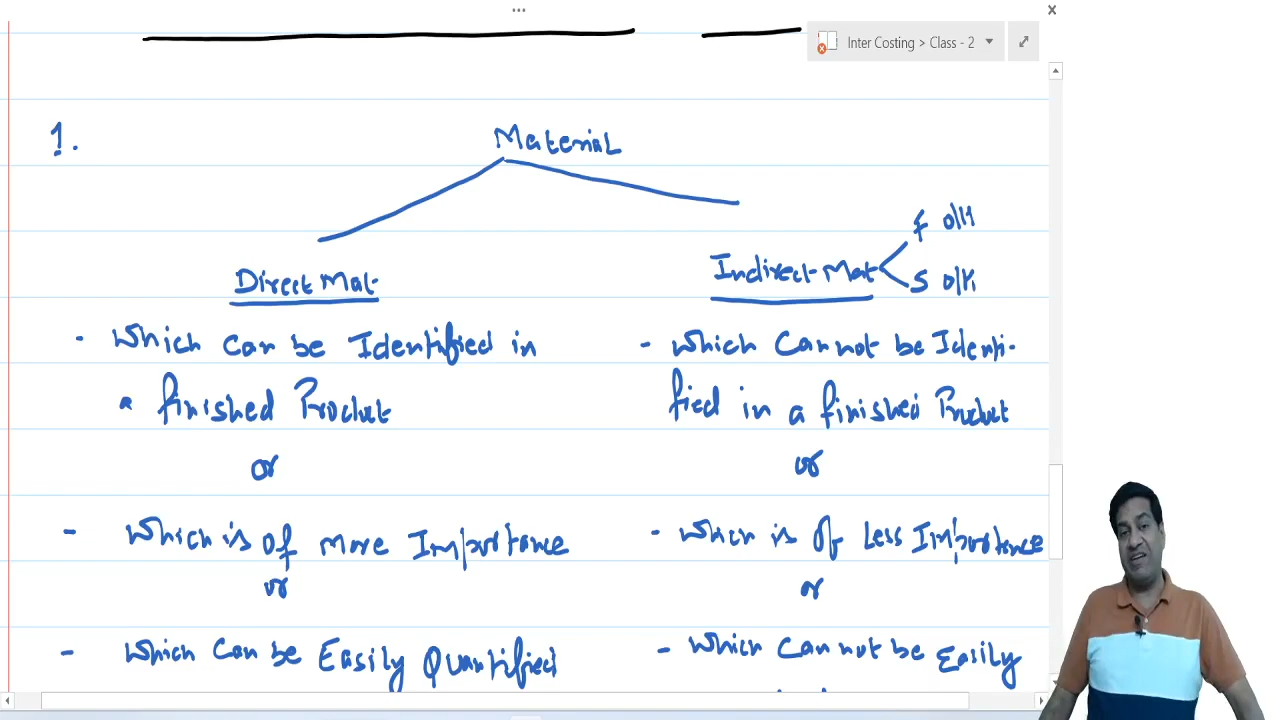 Inter Costing > Class - 2
1. Material
Direct Mat. Indirect Mat
F O/H
S O/H
- Which can be Identified in
a finished Product
or
- Which is of More Importance
or
- Which can be Easily Quantified
- Which Cannot be Identi-
fied in a finished Product
or
- Which is of Less Importance
or
- Which Cannot be Easily